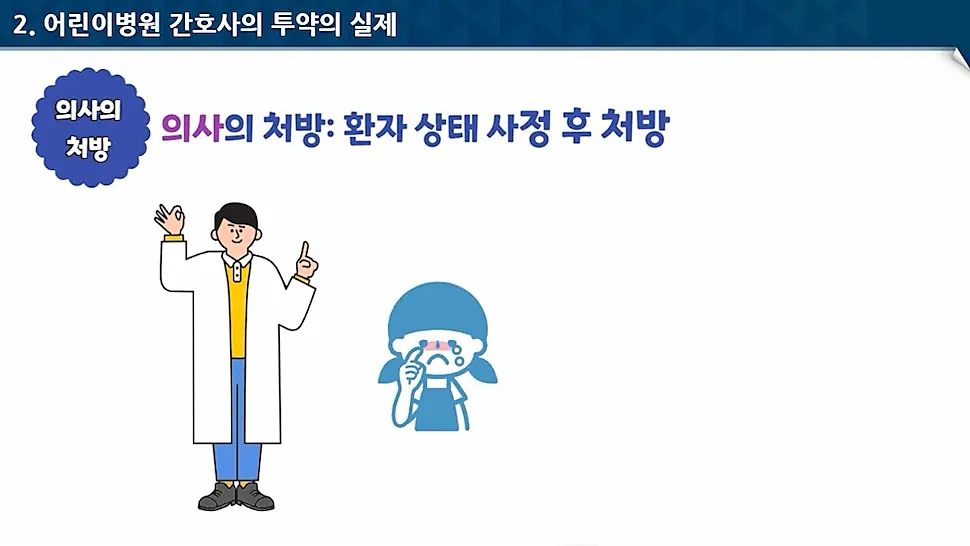 2. 어린이병원 간호사의 투약의 실제
의사의
처방
의사의 처방: 환자 상태 사정 후 처방